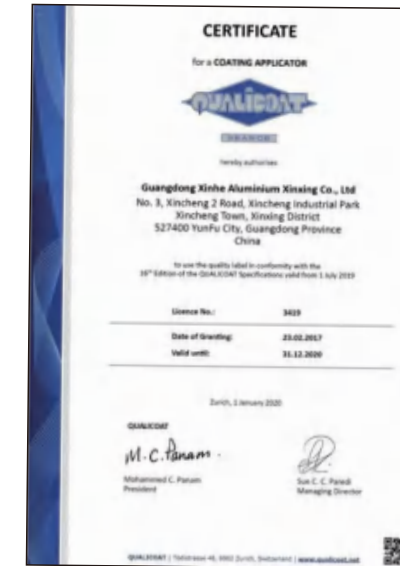 CERTIFICATE
for a COATING APPLICATOR
QUALICOAT
SEASIDE
hereby authorises
Guangdong Xinhe Aluminium Xinxing Co., Ltd
No. 3, Xincheng 2 Road, Xincheng Industrial Park
Xincheng Town, Xinxing District
527400 YunFu City, Guangdong Province
China
to use the quality label in conformity with the
16th Edition of the QUALICOAT Specifications valid from 1 July 2019
Licence No.: 3419
Date of Granting: 23.02.2017
Valid until: 31.12.2020
Zurich, 1 January 2020
QUALICOAT
M.C. Panam.
Mohammed C. Panam
President
Managing Director
QUALICOAT | 8002 Zurich, Switzerland | www.qualicoat.net